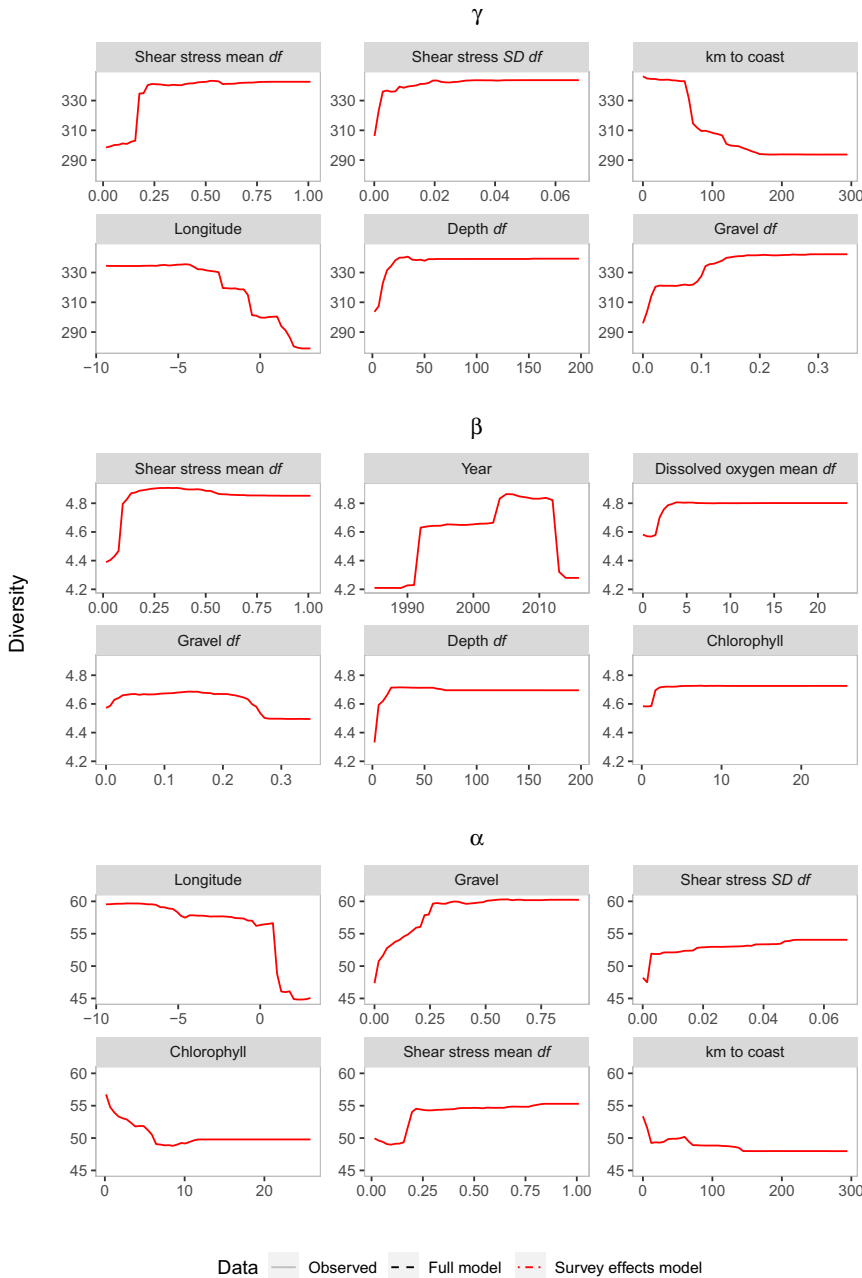 γ
Shear stress mean df
Shear stress SD df
km to coast
330
310
290
0.00 0.25 0.50 0.75 1.00
0.00 0.02 0.04 0.06
0 100 200 300
Longitude
Depth df
Gravel df
330
310
290
−10 −5 0
0 50 100 150 200
0.0 0.1 0.2 0.3
β
Shear stress mean df
Year
Dissolved oxygen mean df
4.8
4.6
4.4
4.2
0.00 0.25 0.50 0.75 1.00
1990 2000 2010
0 5 10 15 20
Diversity
Gravel df
Depth df
Chlorophyll
4.8
4.6
4.4
4.2
0.0 0.1 0.2 0.3
0 50 100 150 200
0 10 20
α
Longitude
Gravel
Shear stress SD df
60
55
50
45
−10 −5 0
0.00 0.25 0.50 0.75
0.00 0.02 0.04 0.06
Chlorophyll
Shear stress mean df
km to coast
60
55
50
45
0 10 20
0.00 0.25 0.50 0.75 1.00
0 100 200 300
Data Observed Full model Survey effects model